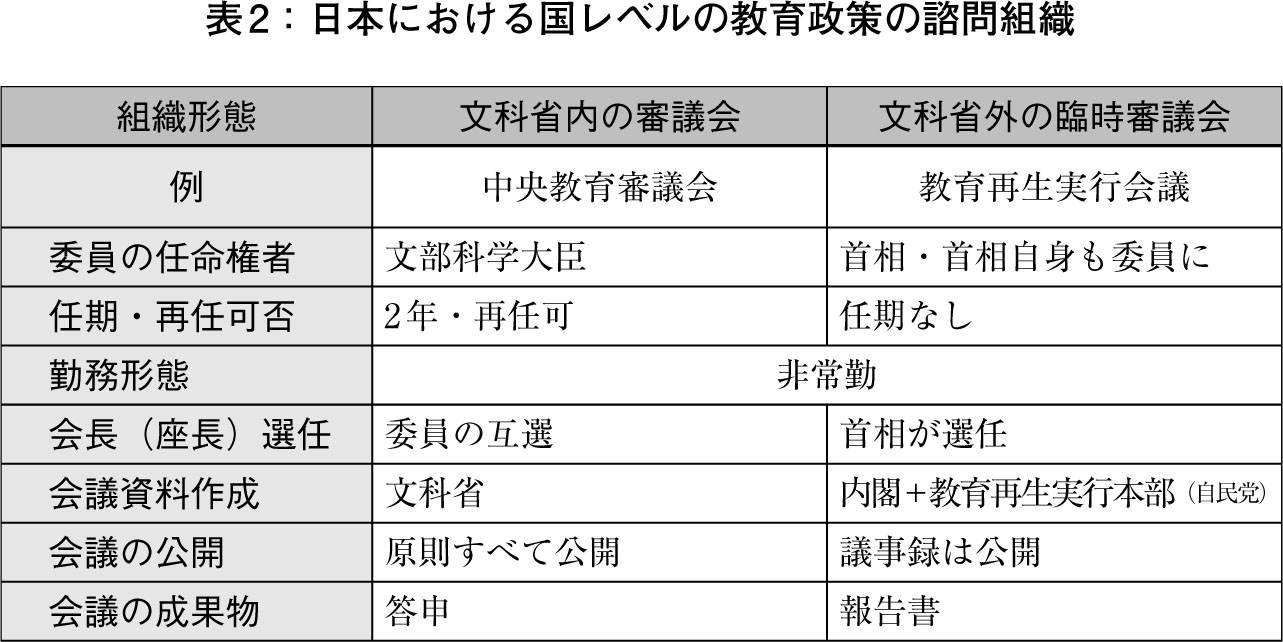 表2：日本における国レベルの教育政策の諮問組織
組織形態 文科省内の審議会 文科省外の臨時審議会
例 中央教育審議会 教育再生実行会議
委員の任命権者 文部科学大臣 首相・首相自身も委員に
任期・再任可否 2年・再任可 任期なし
勤務形態 非常勤
会長（座長）選任 委員の互選 首相が選任
会議資料作成 文科省 内閣＋教育再生実行本部（自民党）
会議の公開 原則すべて公開 議事録は公開
会議の成果物 答申 報告書